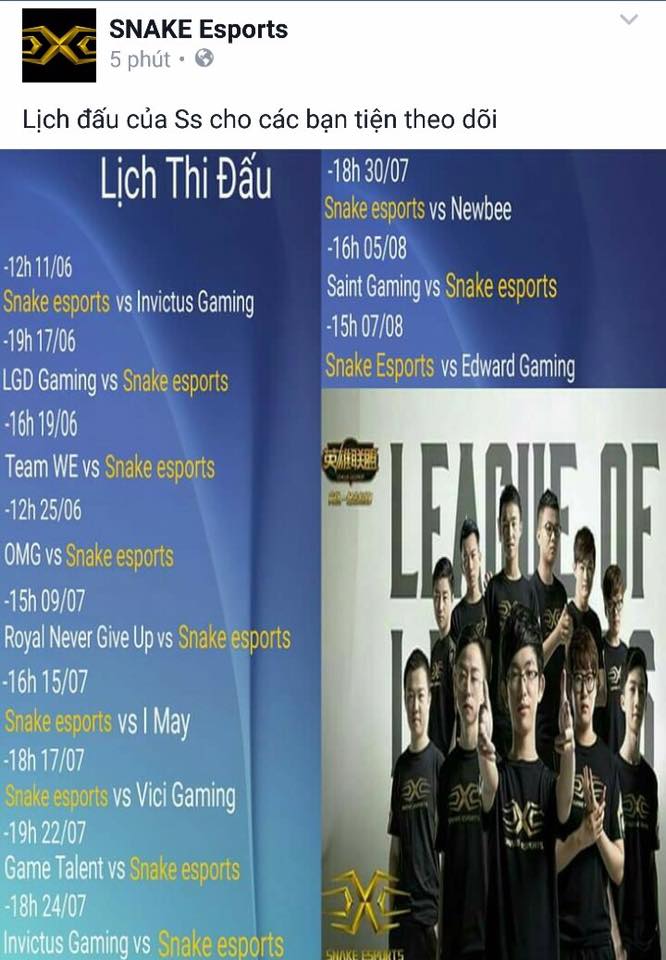 SNAKE Esports
5 phút
Lịch đấu của Ss cho các bạn tiện theo dõi
Lịch Thi Đấu
-12h 11/06
Snake esports vs Invictus Gaming
-19h 17/06
LGD Gaming vs Snake esports
-16h 19/06
Team WE vs Snake esports
-12h 25/06
OMG vs Snake esports
-15h 09/07
Royal Never Give Up vs Snake esports
-16h 15/07
Snake esports vs I May
-18h 17/07
Snake esports vs Vici Gaming
-19h 22/07
Game Talent vs Snake esports
-18h 24/07
Invictus Gaming vs Snake esports
-18h 30/07
Snake esports vs Newbee
-16h 05/08
Saint Gaming vs Snake esports
-15h 07/08
Snake Esports vs Edward Gaming
英雄联盟
LEAGUE OF
SNAKE ESPORTS